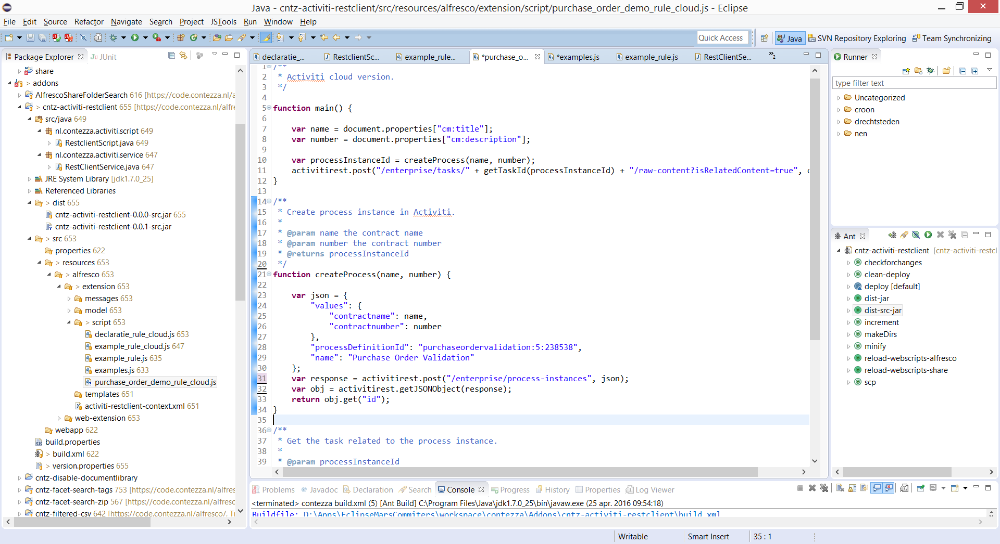 Java - cntz-activiti-restclient/src/resources/alfresco/extension/script/purchase_order_demo_rule_cloud.js - Eclipse
File Edit Source Refactor Navigate Search Project JSTools Run Window Help
Quick Access
Java
SVN Repository Exploring
Team Synchronizing
Package Explorer
JUnit
share
> addons
AlfrescoShareFolderSearch 616 [https://code.contezza.nl/a
> cntz-activiti-restclient 655 [https://code.contezza.nl/alfre
src/java 649
nl.contezza.activiti.script 649
RestclientScript.java 649
nl.contezza.activiti.service 647
RestClientService.java 647
JRE System Library [jdk1.7.0_25]
Referenced Libraries
> dist 655
cntz-activiti-restclient-0.0.0-src.jar 655
cntz-activiti-restclient-0.0.1-src.jar
> src 653
properties 622
> resources 653
> alfresco 653
> extension 653
messages 653
model 653
> script 653
declaratie_rule_cloud.js 653
example_rule_cloud.js 647
example_rule.js 635
examples.js 633
purchase_order_demo_rule_cloud.js
templates 651
activiti-restclient-context.xml 651
web-extension 653
webapp 622
build.properties
> build.xml 622
> version.properties 655
cntz-disable-documentlibrary
cntz-facet-search-tags 753 [https://code.contezza.nl/alfres
cntz-facet-search-zip 567 [https://code.contezza.nl/alfresc
cntz-filtered-csv 642 [https://code.contezza.nl/alfresco/, Tr
declaratie_...
RestclientSc...
example_rule...
*purchase_o...
*examples.js
example_rule.js
RestClientSe...
»2
1 /**
2 * Activiti cloud version.
3 */
4
5 function main() {
6
7 var name = document.properties["cm:title"];
8 var number = document.properties["cm:description"];
9
10 var processInstanceId = createProcess(name, number);
11 activitirest.post("/enterprise/tasks/" + getTaskId(processInstanceId) + "/raw-content?isRelatedContent=true",
12 }
13
14 /**
15 * Create process instance in Activiti.
16 *
17 * @param name the contract name
18 * @param number the contract number
19 * @returns processInstanceId
20 */
21 function createProcess(name, number) {
22
23 var json = {
24 "values": {
25 "contractname": name,
26 "contractnumber": number
27 },
28 "processDefinitionId": "purchaseordervalidation:5:238538",
29 "name": "Purchase Order Validation"
30 };
31 var response = activitirest.post("/enterprise/process-instances", json);
32 var obj = activitirest.getJSONObject(response);
33 return obj.get("id");
34 }
35
36 /**
37 * Get the task related to the process instance.
38 *
39 * @param processInstanceId
Runner
type filter text
Uncategorized
croon
drechtsteden
nen
Ant
cntz-activiti-restclient [cntz-activiti-restcl
checkforchanges
clean-deploy
deploy [default]
dist-jar
dist-src-jar
increment
makeDirs
minify
reload-webscripts-alfresco
reload-webscripts-share
scp
Problems
Javadoc
Declaration
Search
Console
Progress
History
Properties
Log Viewer
<terminated> contezza build.xml (5) [Ant Build] C:\Program Files\Java\jdk1.7.0_25\bin\javaw.exe (25 apr. 2016 09:54:18)
Buildfile: D:\Apps\EclipseMarsCommiters\workspace\contezza\Addons\cntz-activiti-restclient\build.xml
Writable
Smart Insert
35 : 1